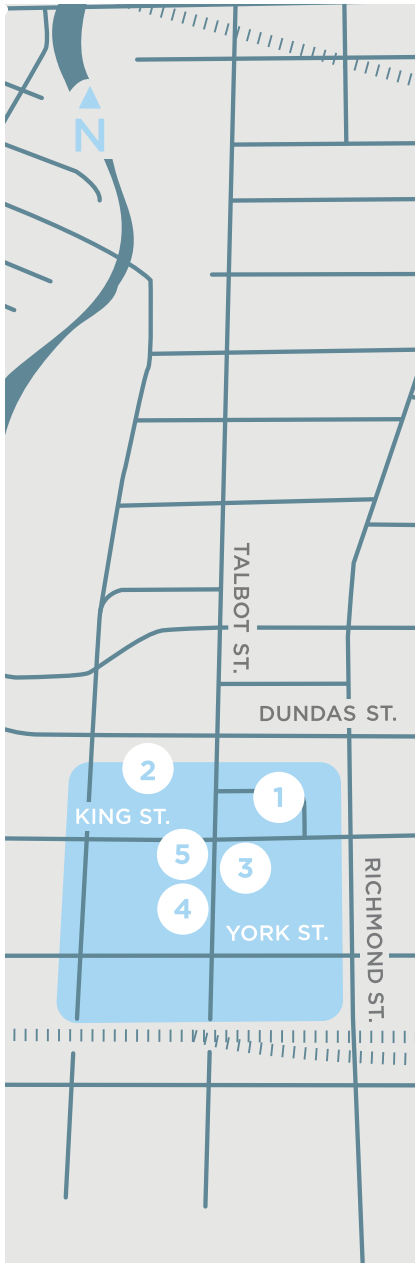 N
TALBOT ST.
DUNDAS ST.
2
1
KING ST.
5
3
4
YORK ST.
RICHMOND ST.